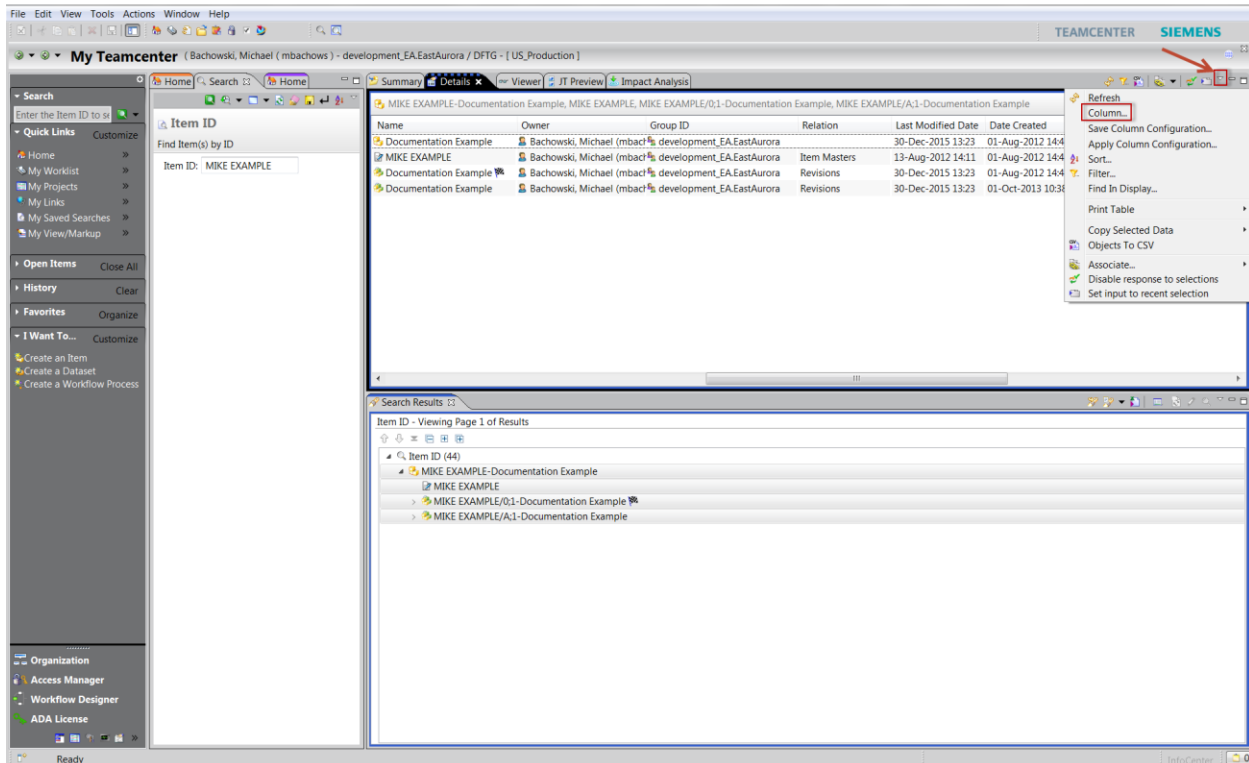 File Edit View Tools Actions Window Help
TEAMCENTER SIEMENS
My Teamcenter ( Bachowski, Michael ( mbachows ) - development_EA.EastAurora / DFTG - [ US_Production ]
Search
Enter the Item ID to se
Quick Links Customize
Home
My Worklist
My Projects
My Links
My Saved Searches
My View/Markup
Open Items Close All
History Clear
Favorites Organize
I Want To... Customize
Create an Item
Create a Dataset
Create a Workflow Process
Organization
Access Manager
Workflow Designer
ADA License
Home Search Home
Item ID
Find Item(s) by ID
Item ID: MIKE EXAMPLE
Summary Details Viewer JT Preview Impact Analysis
MIKE EXAMPLE-Documentation Example, MIKE EXAMPLE, MIKE EXAMPLE/0;1-Documentation Example, MIKE EXAMPLE/A;1-Documentation Example
Name Owner Group ID Relation Last Modified Date Date Created
Documentation Example Bachowski, Michael (mbach development_EA.EastAurora 30-Dec-2015 13:23 01-Aug-2012 14:4
MIKE EXAMPLE Bachowski, Michael (mbach development_EA.EastAurora Item Masters 13-Aug-2012 14:11 01-Aug-2012 14:4
Documentation Example Bachowski, Michael (mbach development_EA.EastAurora Revisions 30-Dec-2015 13:23 01-Aug-2012 14:4
Documentation Example Bachowski, Michael (mbach development_EA.EastAurora Revisions 30-Dec-2015 13:23 01-Oct-2013 10:38
Refresh
Column...
Save Column Configuration...
Apply Column Configuration...
Sort...
Filter...
Find In Display...
Print Table
Copy Selected Data
Objects To CSV
Associate...
Disable response to selections
Set input to recent selection
Search Results
Item ID - Viewing Page 1 of Results
Item ID (44)
MIKE EXAMPLE-Documentation Example
MIKE EXAMPLE
MIKE EXAMPLE/0;1-Documentation Example
MIKE EXAMPLE/A;1-Documentation Example
Ready
InfoCenter 0